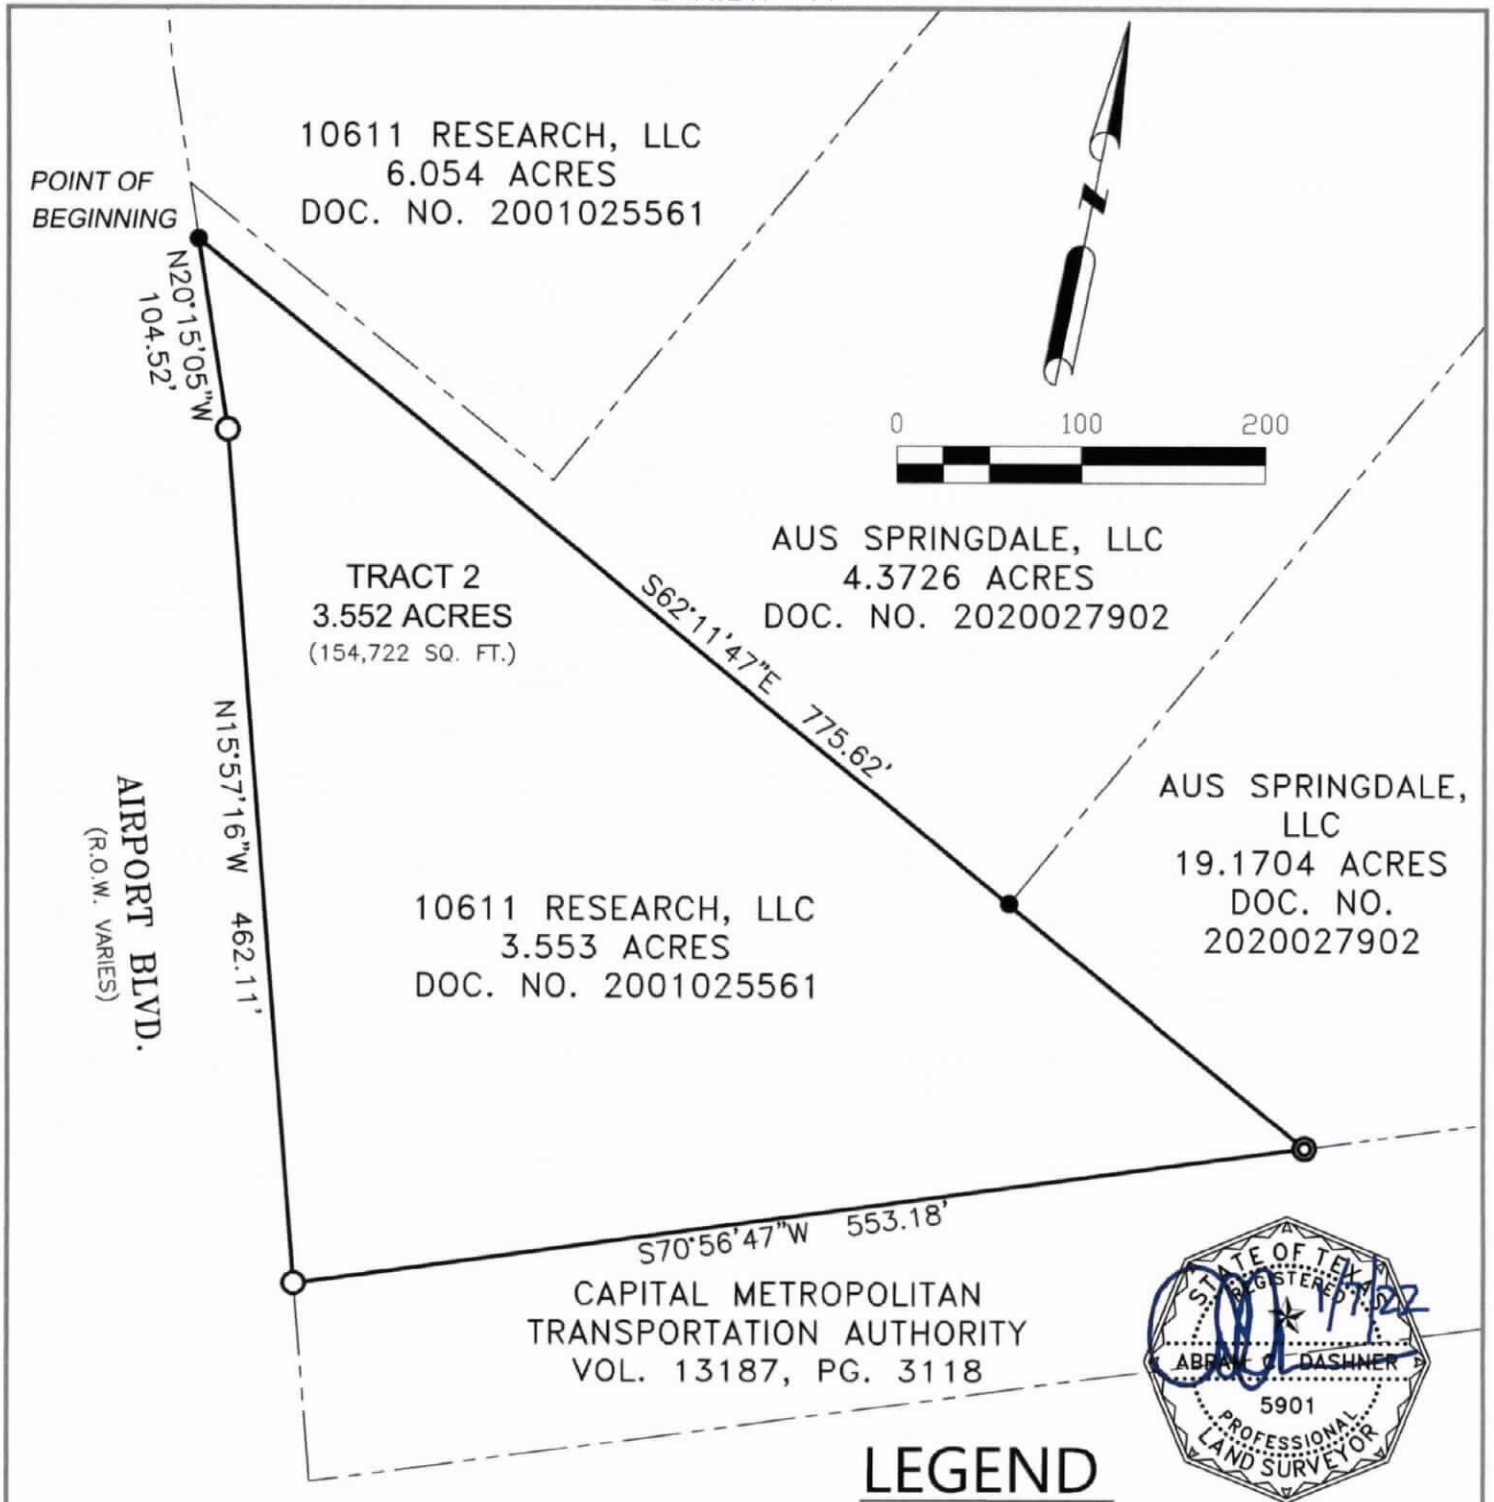 10611 RESEARCH, LLC
6.054 ACRES
DOC. NO. 2001025561
POINT OF
BEGINNING
N20°15'05"W
104.52'
N
0 100 200
AUS SPRINGDALE, LLC
4.3726 ACRES
DOC. NO. 2020027902
TRACT 2
3.552 ACRES
(154,722 SQ. FT.)
S62°11'47"E 775.62'
N15°57'16"W 462.11'
AIRPORT BLVD.
(R.O.W. VARIES)
AUS SPRINGDALE,
LLC
19.1704 ACRES
DOC. NO.
2020027902
10611 RESEARCH, LLC
3.553 ACRES
DOC. NO. 2001025561
S70°56'47"W 553.18'
CAPITAL METROPOLITAN
TRANSPORTATION AUTHORITY
VOL. 13187, PG. 3118
STATE OF TEXAS
REGISTERED
1/7/22
ABRAM C. DASHNER
5901
PROFESSIONAL
LAND SURVEYOR
LEGEND